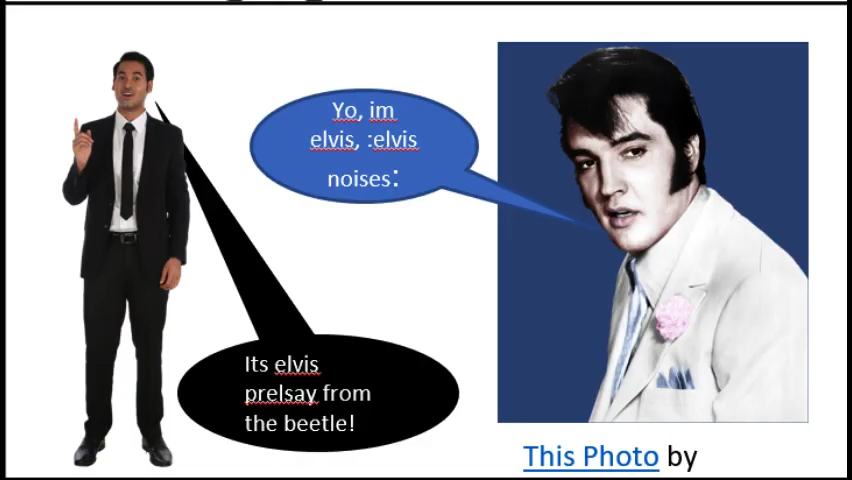 Yo, im
elvis, :elvis
noises:
Its elvis
prelsay from
the beetle!
This Photo by